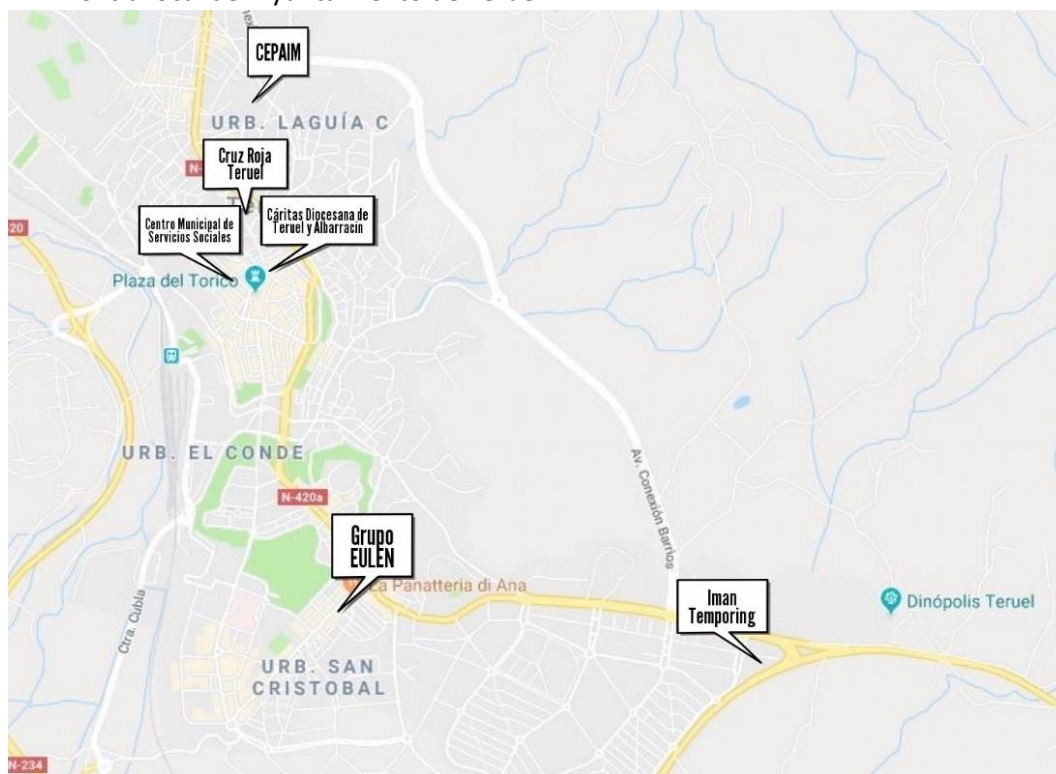 CEPAIM
URB. LAGUÍA C
N-
Cruz Roja
Teruel
Te
Centro Municipal de
Servicios Sociales
Cáritas Diocesana de
Teruel y Albarracín
20
Plaza del Torico
URB. EL CONDE
Av. Conexión Barrios
N-420a
Grupo
EULEN
La Panatteria di Ana
Iman
Temporing
Dinópolis Teruel
Ctra. Cubla
URB. SAN
CRISTOBAL
N-234